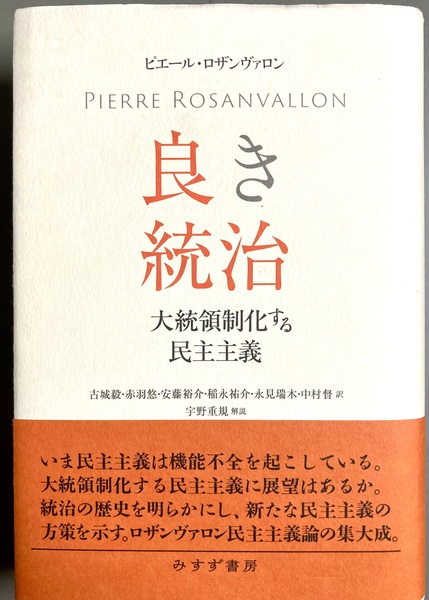 ピエール・ロザンヴァロン
PIERRE ROSANVALLON
良き
統治
大統領制化する
民主主義
古城毅・赤羽悠・安藤裕介・稲永祐介・永見瑞木・中村督 訳
宇野重規 解説
いま民主主義は機能不全を起こしている。
大統領制化する民主主義に展望はあるか。
統治の歴史を明らかにし、新たな民主主義の
方策を示す。ロザンヴァロン民主主義論の集大成。
みすず書房